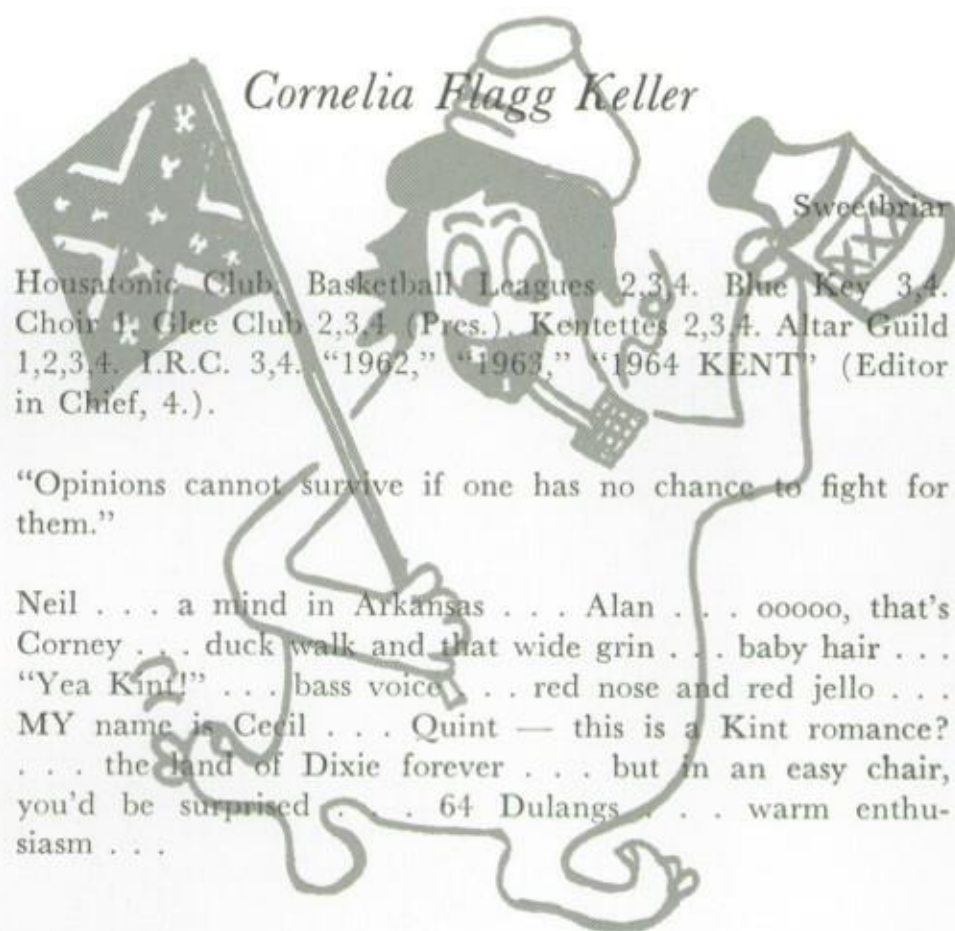 Cornelia Flagg Keller
Sweetbriar
Housatonic Club. Basketball Leagues 2,3,4. Blue Key 3,4.
Choir 1. Glee Club 2,3,4 (Pres.). Kentettes 2,3,4. Altar Guild
1,2,3,4. I.R.C. 3,4. “1962,” “1963,” “1964 KENT” (Editor
in Chief, 4.).
“Opinions cannot survive if one has no chance to fight for
them.”
Neil . . . a mind in Arkansas . . . Alan . . . ooooo, that’s
Corney . . . duck walk and that wide grin . . . baby hair . . .
“Yea Kint!” . . . bass voice . . . red nose and red jello . . .
MY name is Cecil . . . Quint — this is a Kint romance?
. . . the land of Dixie forever . . . but in an easy chair,
you’d be surprised . . . 64 Dulangs . . . warm enthu-
siasm . . .
XXX